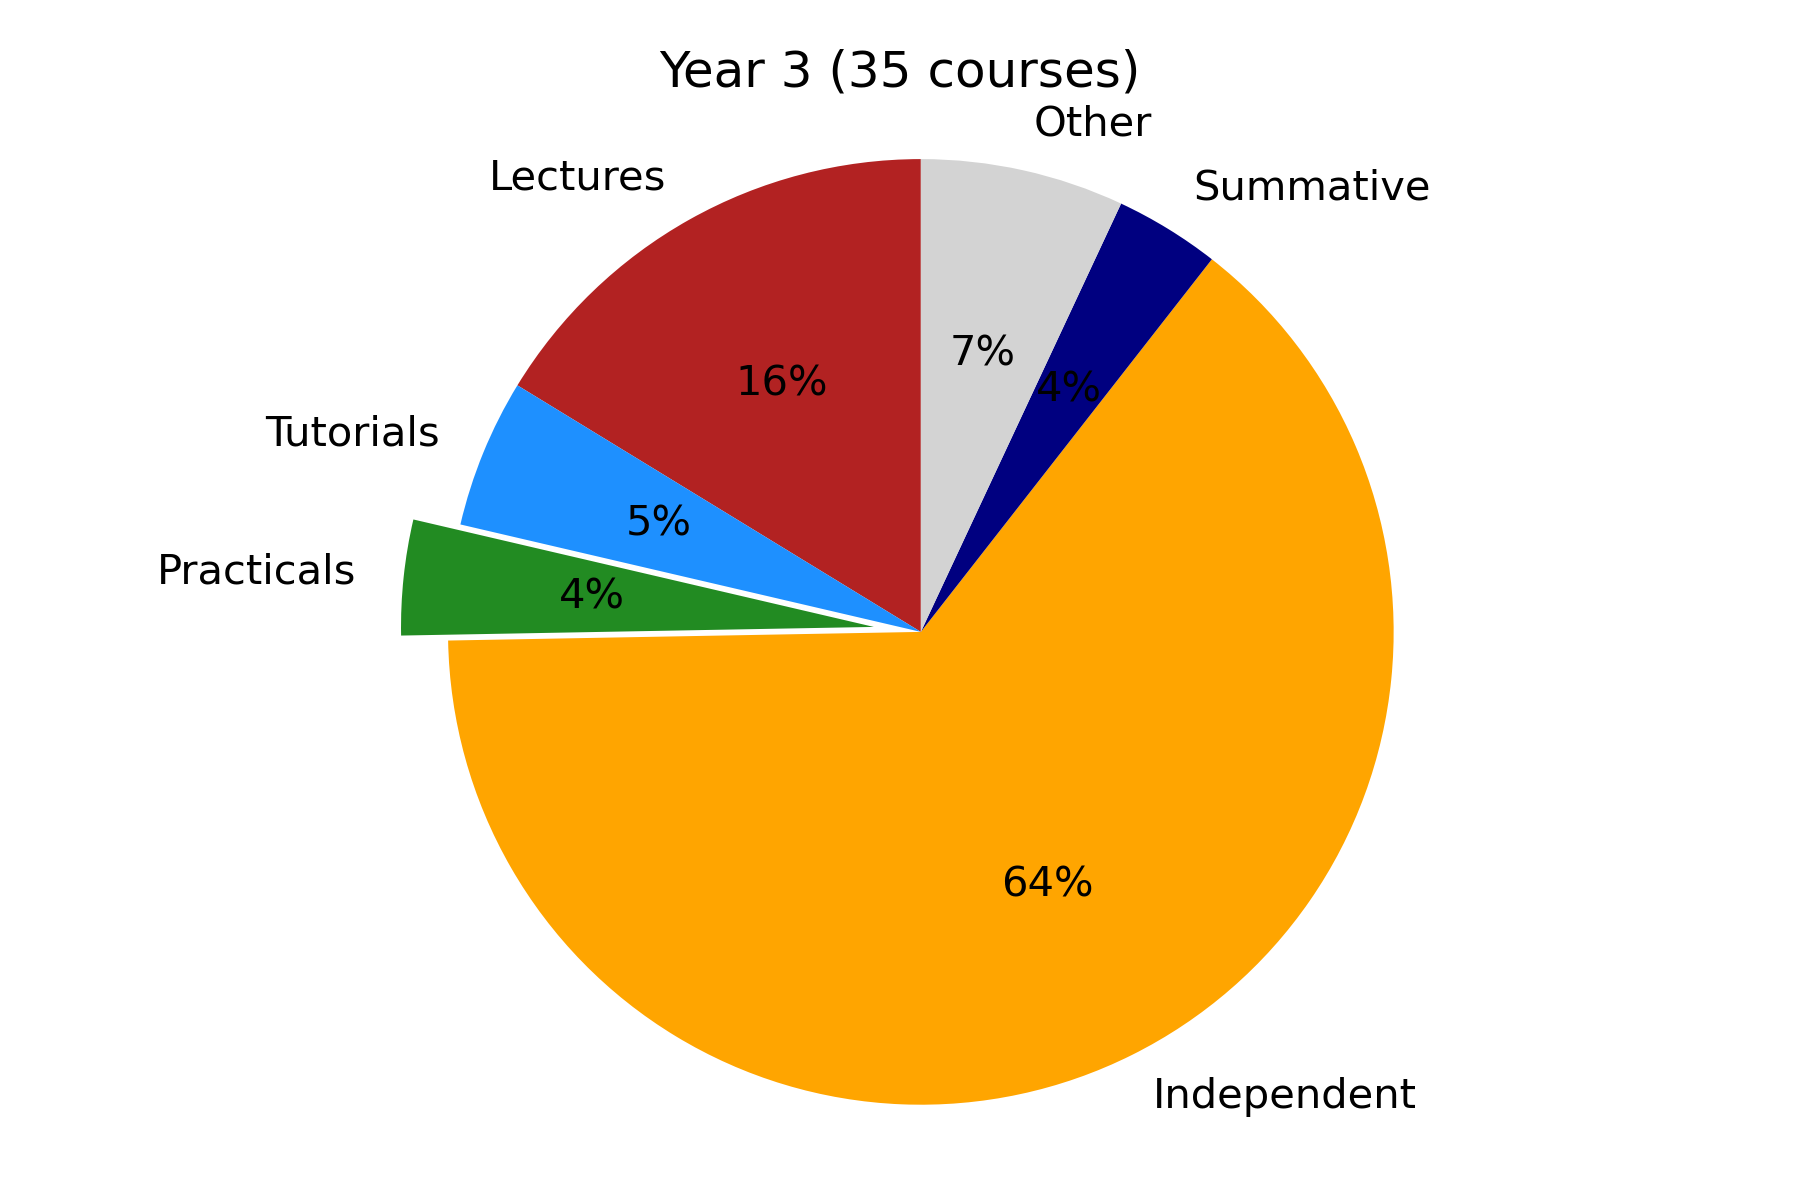 Year 3 (35 courses)
Other
Lectures
Summative
7%
16%
4%
Tutorials
5%
Practicals
4%
64%
Independent